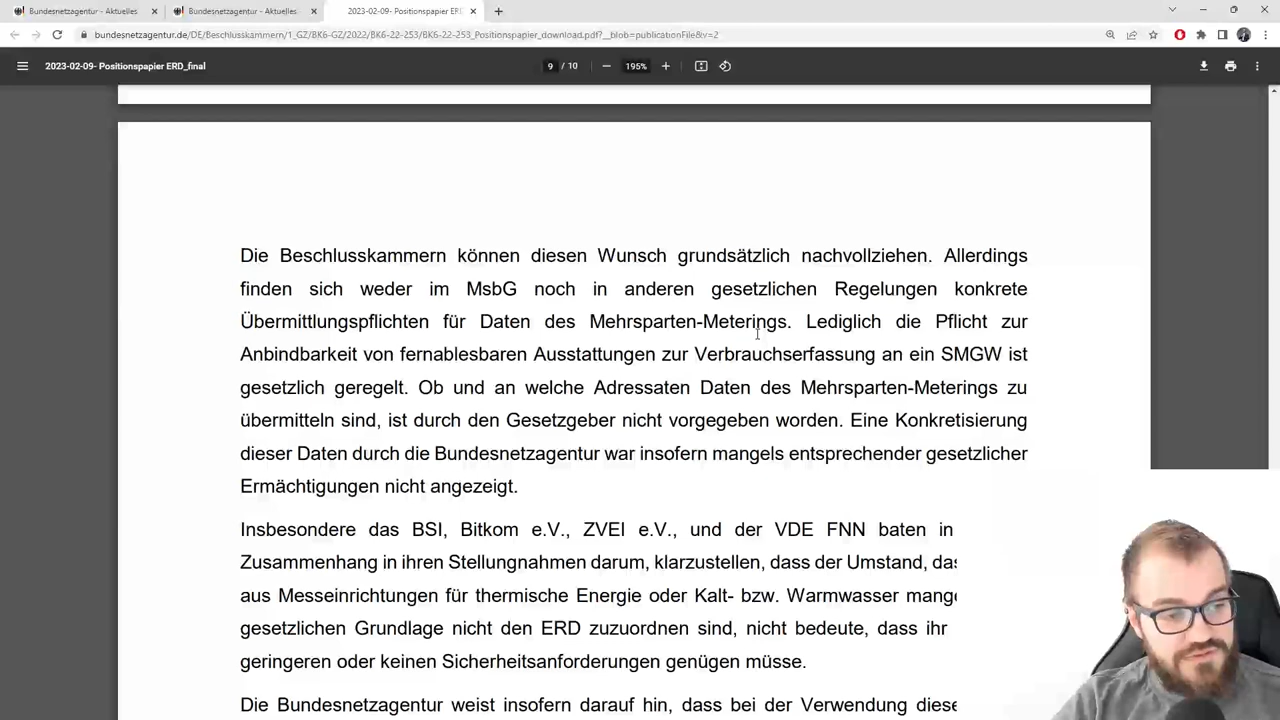 Bundesnetzagentur - Aktuelles
Bundesnetzagentur - Aktuelles
2023-02-09- Positionspapier ERD_
bundesnetzagentur.de/DE/Beschlusskammern/1_GZ/BK6-GZ/2022/BK6-22-253/BK6-22-253_Positionspapier_download.pdf?__blob=publicationFile&v=2
2023-02-09- Positionspapier ERD_final
9 / 10
195%
Die Beschlusskammern können diesen Wunsch grundsätzlich nachvollziehen. Allerdings
finden sich weder im MsbG noch in anderen gesetzlichen Regelungen konkrete
Übermittlungspflichten für Daten des Mehrsparten-Meterings. Lediglich die Pflicht zur
Anbindbarkeit von fernablesbaren Ausstattungen zur Verbrauchserfassung an ein SMGW ist
gesetzlich geregelt. Ob und an welche Adressaten Daten des Mehrsparten-Meterings zu
übermitteln sind, ist durch den Gesetzgeber nicht vorgegeben worden. Eine Konkretisierung
dieser Daten durch die Bundesnetzagentur war insofern mangels entsprechender gesetzlicher
Ermächtigungen nicht angezeigt.
Insbesondere das BSI, Bitkom e.V., ZVEI e.V., und der VDE FNN baten in
Zusammenhang in ihren Stellungnahmen darum, klarzustellen, dass der Umstand, das
aus Messeinrichtungen für thermische Energie oder Kalt- bzw. Warmwasser mange
gesetzlichen Grundlage nicht den ERD zuzuordnen sind, nicht bedeute, dass ihr
geringeren oder keinen Sicherheitsanforderungen genügen müsse.
Die Bundesnetzagentur weist insofern darauf hin, dass bei der Verwendung diese